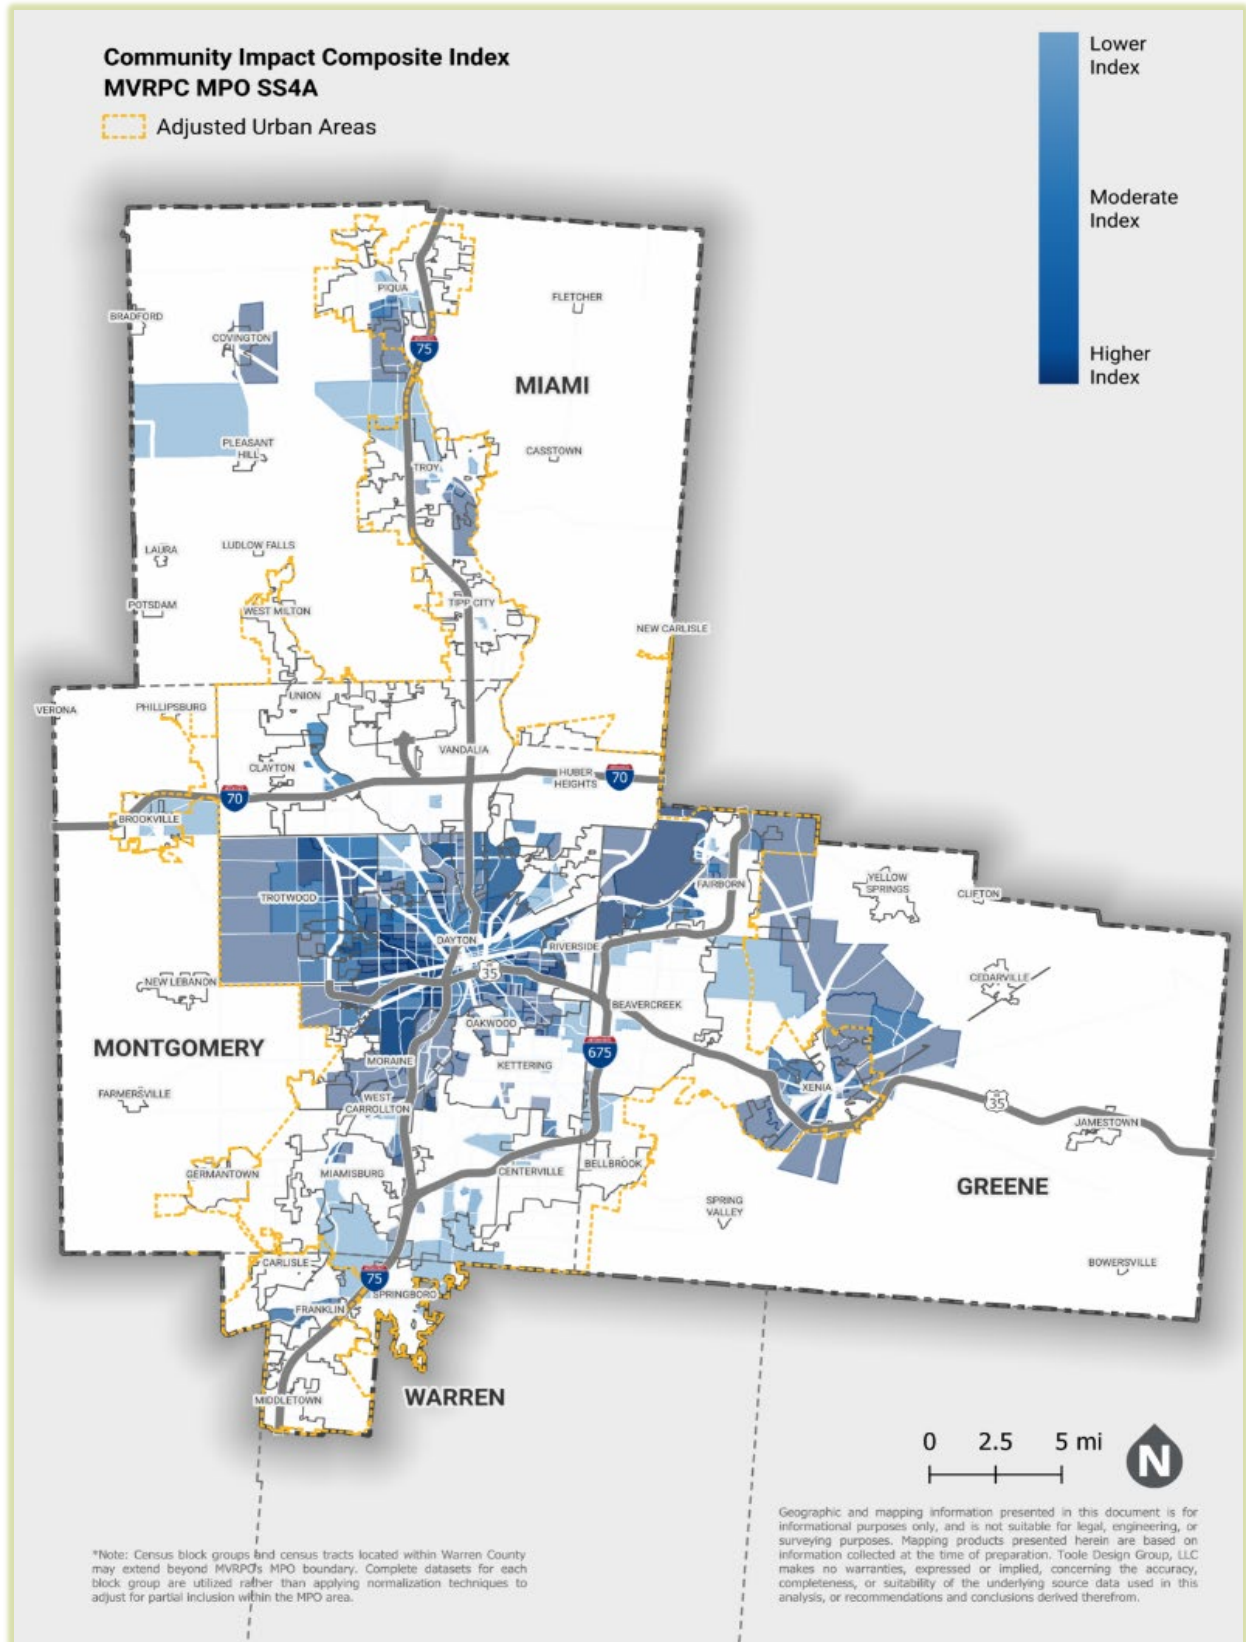 Community Impact Composite Index
MVRPC MPO SS4A
Adjusted Urban Areas
Lower
Index
Moderate
Index
Higher
Index
PIQUA
FLETCHER
BRADFORD
COVINGTON
75
MIAMI
PLEASANT
HILL
CASSTOWN
TROY
LAURA
LUDLOW FALLS
POTSDAM
WEST MILTON
TIPP CITY
NEW CARLISLE
UNION
VERONA
PHILLIPSBURG
VANDALIA
CLAYTON
HUBER
HEIGHTS
70
70
BROOKVILLE
TROTWOOD
FAIRBORN
YELLOW
SPRINGS
CLIFTON
DAYTON
RIVERSIDE
35
NEW LEBANON
CEDARVILLE
BEAVERCREEK
OAKWOOD
MONTGOMERY
MORAINE
KETTERING
675
FARMERSVILLE
WEST
CARROLLTON
XENIA
35
JAMESTOWN
GERMANTOWN
MIAMISBURG
CENTERVILLE
BELLBROOK
GREENE
SPRING
VALLEY
CARLISLE
BOWERSVILLE
75
SPRINGBORO
FRANKLIN
WARREN
MIDDLETOWN
0 2.5 5 mi
N
Geographic and mapping information presented in this document is for
informational purposes only, and is not suitable for legal, engineering, or
surveying purposes. Mapping products presented herein are based on
information collected at the time of preparation. Toole Design Group, LLC
makes no warranties, expressed or implied, concerning the accuracy,
completeness, or suitability of the underlying source data used in this
analysis, or recommendations and conclusions derived therefrom.
*Note: Census block groups and census tracts located within Warren County
may extend beyond MVRPC's MPO boundary. Complete datasets for each
block group are utilized rather than applying normalization techniques to
adjust for partial inclusion within the MPO area.